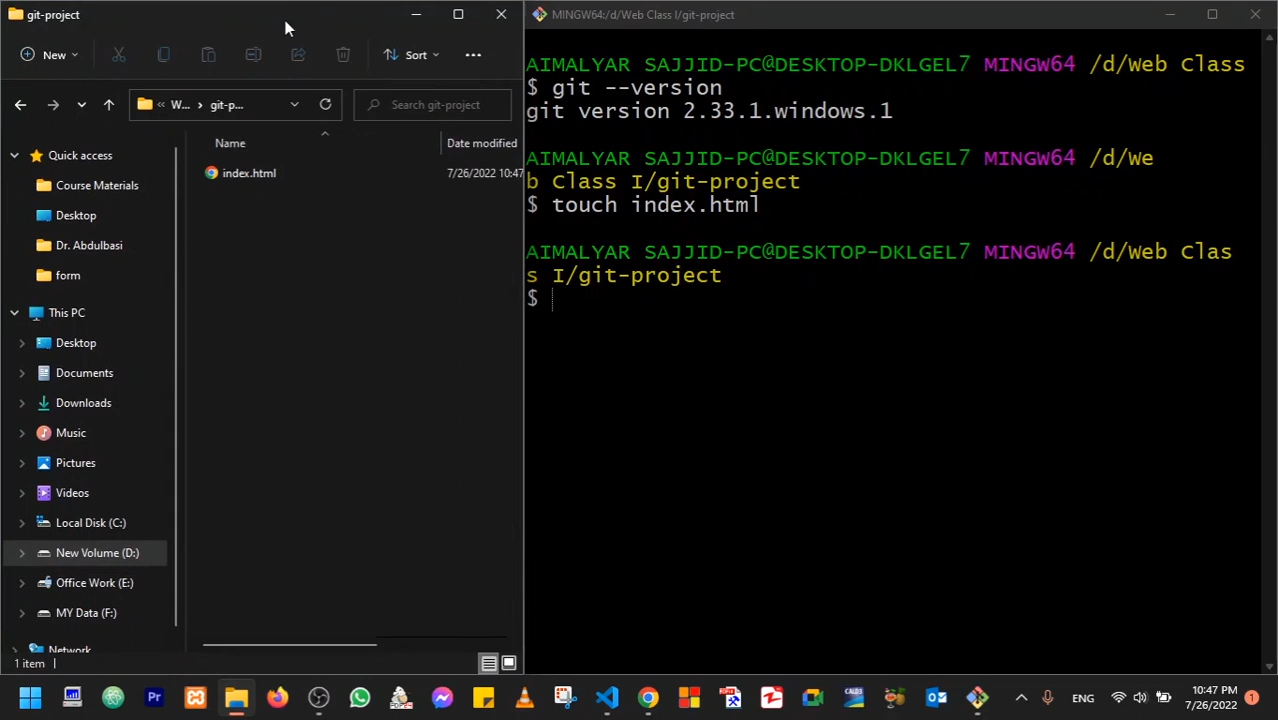 git-project
New
Sort
W...
git-p...
Search git-project
Name
Date modified
index.html
7/26/2022 10:47
Quick access
Course Materials
Desktop
Dr. Abdulbasi
form
This PC
Desktop
Documents
Downloads
Music
Pictures
Videos
Local Disk (C:)
New Volume (D:)
Office Work (E:)
MY Data (F:)
Network
1 item
MINGW64:/d/Web Class I/git-project
AIMALYAR SAJJID-PC@DESKTOP-DKLGEL7 MINGW64 /d/Web Class
$ git --version
git version 2.33.1.windows.1
AIMALYAR SAJJID-PC@DESKTOP-DKLGEL7 MINGW64 /d/We
b Class I/git-project
$ touch index.html
AIMALYAR SAJJID-PC@DESKTOP-DKLGEL7 MINGW64 /d/Web Clas
s I/git-project
$
Pr
ENG
10:47 PM
7/26/2022
1